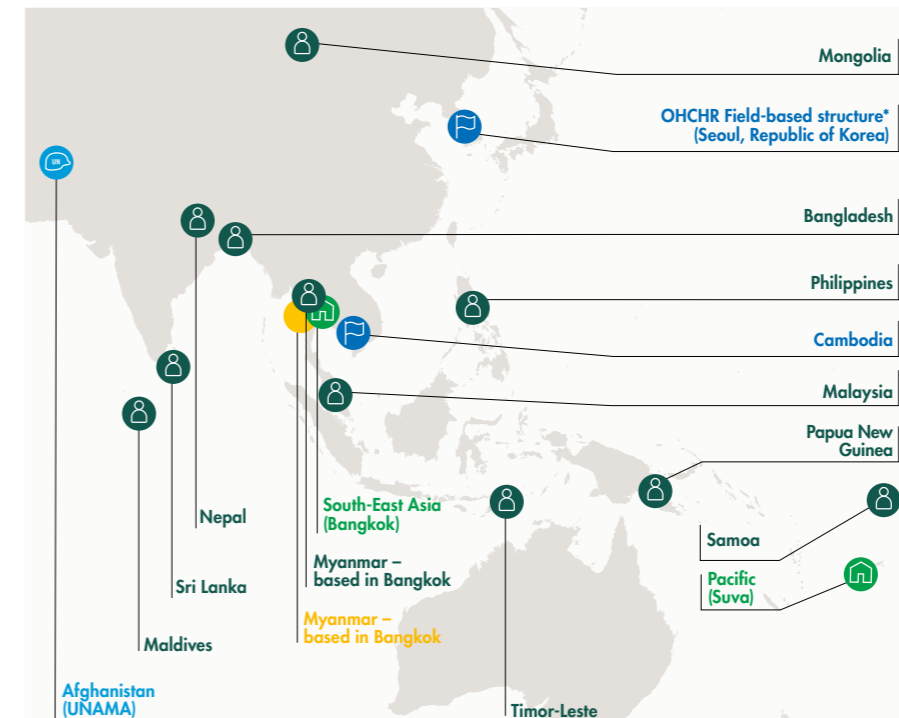 Mongolia
OHCHR Field-based structure*
(Seoul, Republic of Korea)
UN
Bangladesh
Philippines
Cambodia
Malaysia
Papua New
Guinea
South-East Asia
(Bangkok)
Nepal
Samoa
Myanmar –
based in Bangkok
Pacific
(Suva)
Sri Lanka
Myanmar –
based in Bangkok
Maldives
Afghanistan
(UNAMA)
Timor-Leste